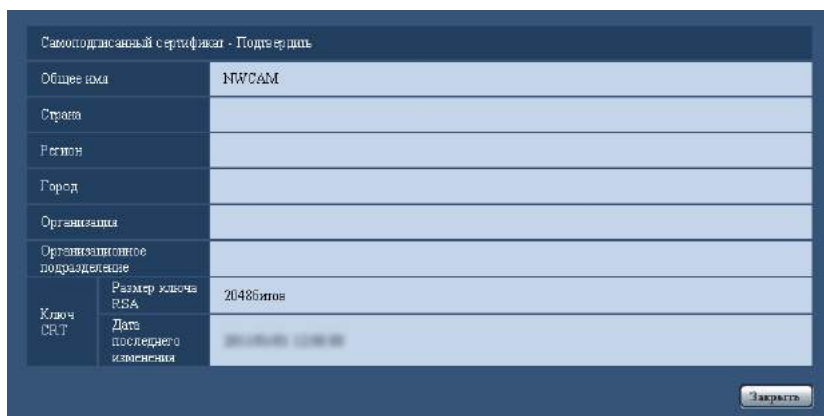 Самоподписанный сертификат - Подтвердить
Общее имя
NWCAM
Страна
Регион
Город
Организация
Организационное
подразделение
Ключ
CRT
Размер ключа
RSA
2048битов
Дата
последнего
изменения
Закрыть